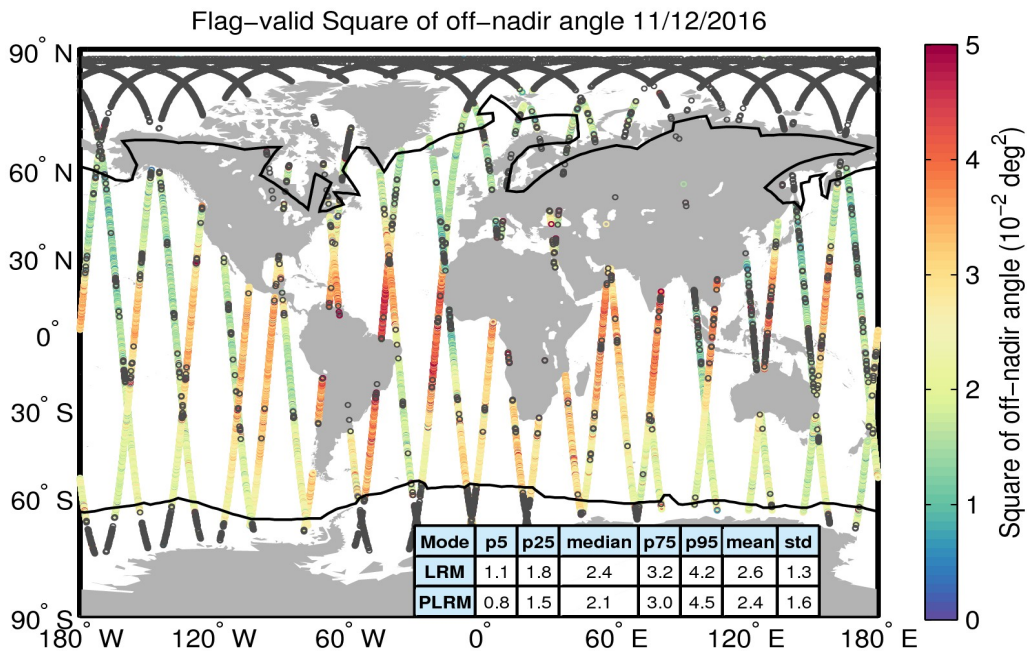 Flag−valid Square of off−nadir angle 11/12/2016
90° N
60° N
30° N
0°
30° S
60° S
90° S
180° W
120° W
60° W
0°
60° E
120° E
180° E
Mode p5 p25 median p75 p95 mean std
LRM 1.1 1.8 2.4 3.2 4.2 2.6 1.3
PLRM 0.8 1.5 2.1 3.0 4.5 2.4 1.6
5
4
3
2
1
0
Square of off−nadir angle (10⁻² deg²)